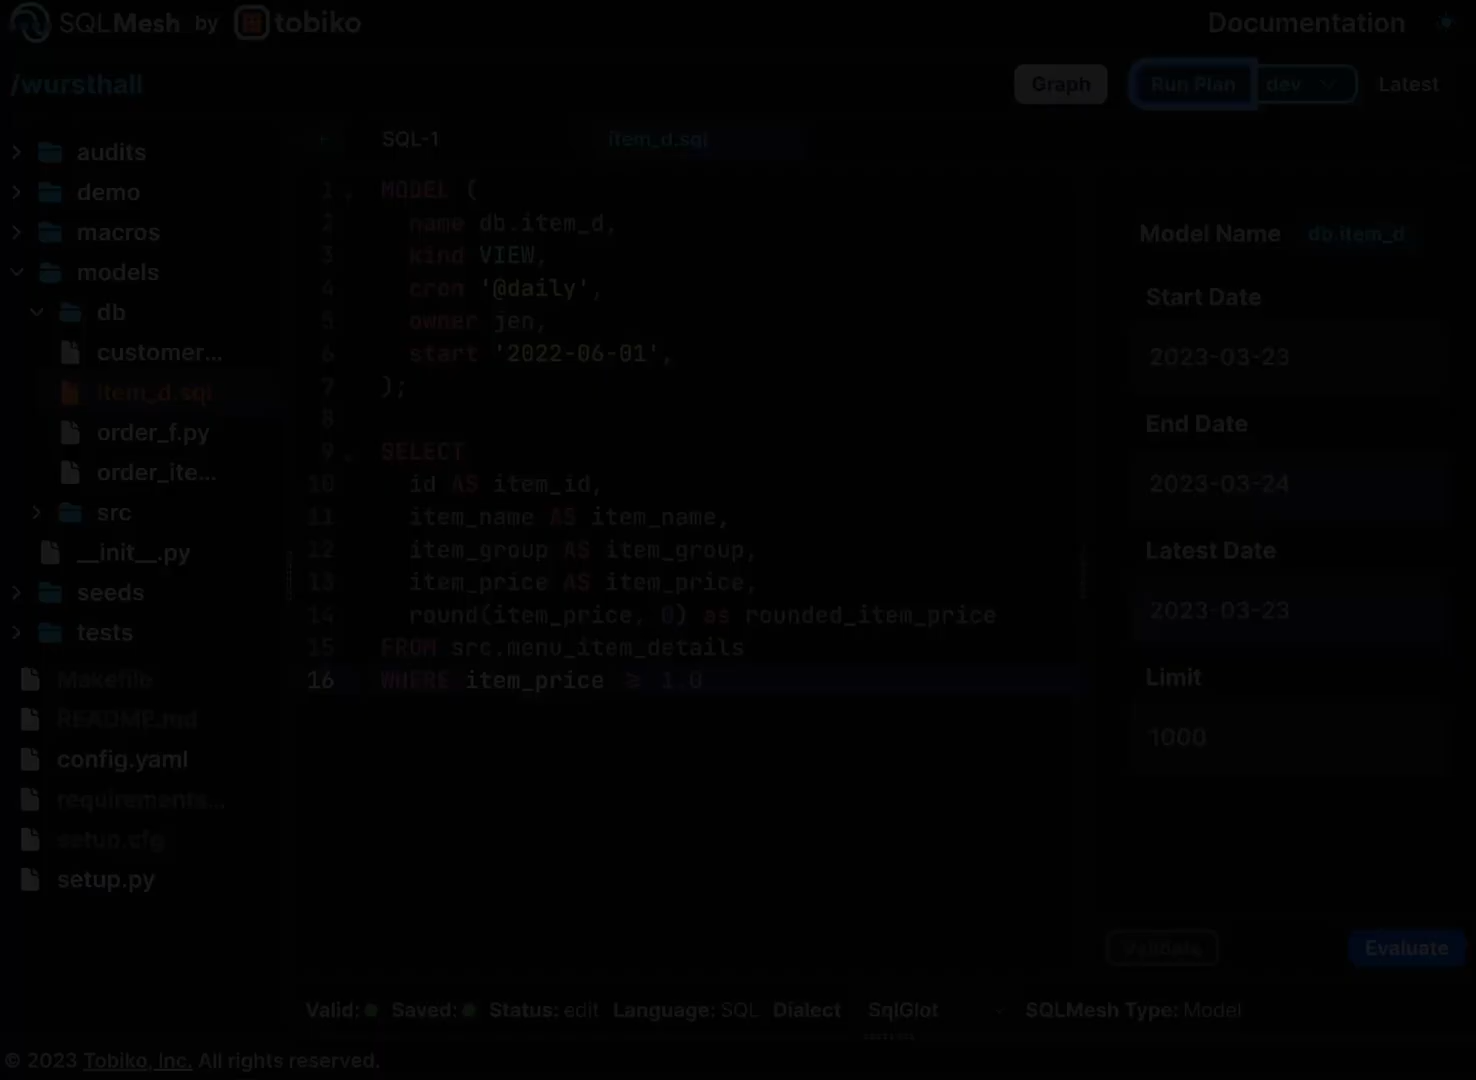 SQLMesh by tobiko
Documentation
/wursthall
Graph
Run Plan
dev
Latest
audits
demo
macros
models
db
customer...
item_d.sql
order_f.py
order_ite...
src
__init__.py
seeds
tests
Makefile
README.md
config.yaml
requirements...
setup.cfg
setup.py
+
SQL-1
item_d.sql
1 MODEL (
2 name db.item_d,
3 kind VIEW,
4 cron '@daily',
5 owner jen,
6 start '2022-06-01',
7 );
8
9 SELECT
10 id AS item_id,
11 item_name AS item_name,
12 item_group AS item_group,
13 item_price AS item_price,
14 round(item_price, 0) as rounded_item_price
15 FROM src.menu_item_details
16 WHERE item_price > 1.0
Model Name db.item_d
Start Date
2023-03-23
End Date
2023-03-24
Latest Date
2023-03-23
Limit
1000
Validate
Evaluate
Valid: Saved: Status: edit Language: SQL Dialect SqlGlot SQLMesh Type: Model
© 2023 Tobiko, Inc. All rights reserved.